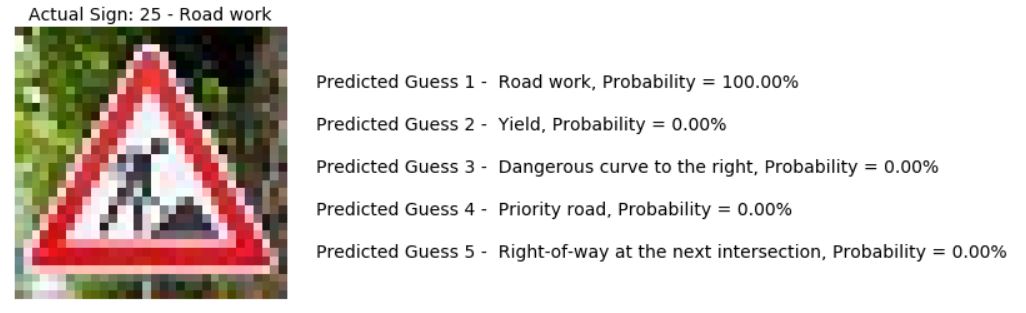 Actual Sign: 25 - Road work
Predicted Guess 1 -  Road work, Probability = 100.00%
Predicted Guess 2 -  Yield, Probability = 0.00%
Predicted Guess 3 -  Dangerous curve to the right, Probability = 0.00%
Predicted Guess 4 -  Priority road, Probability = 0.00%
Predicted Guess 5 -  Right-of-way at the next intersection, Probability = 0.00%